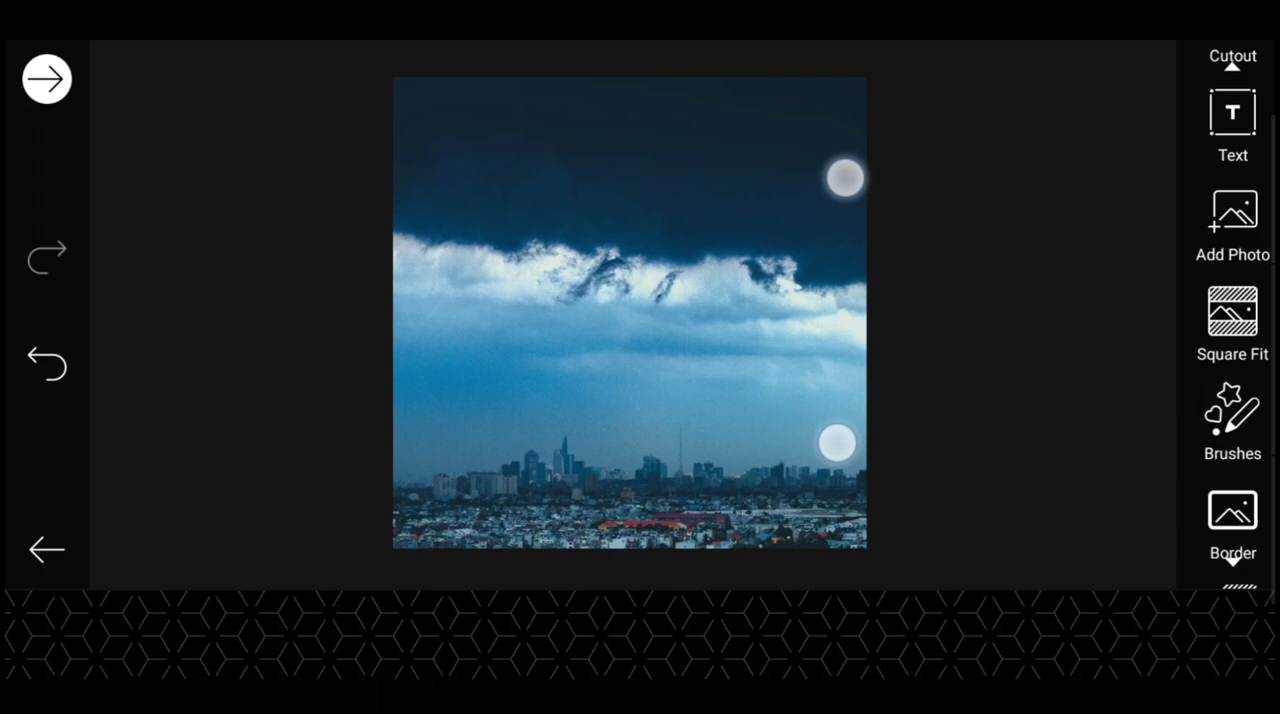 Cutout
T
Text
Add Photo
Square Fit
Brushes
Border